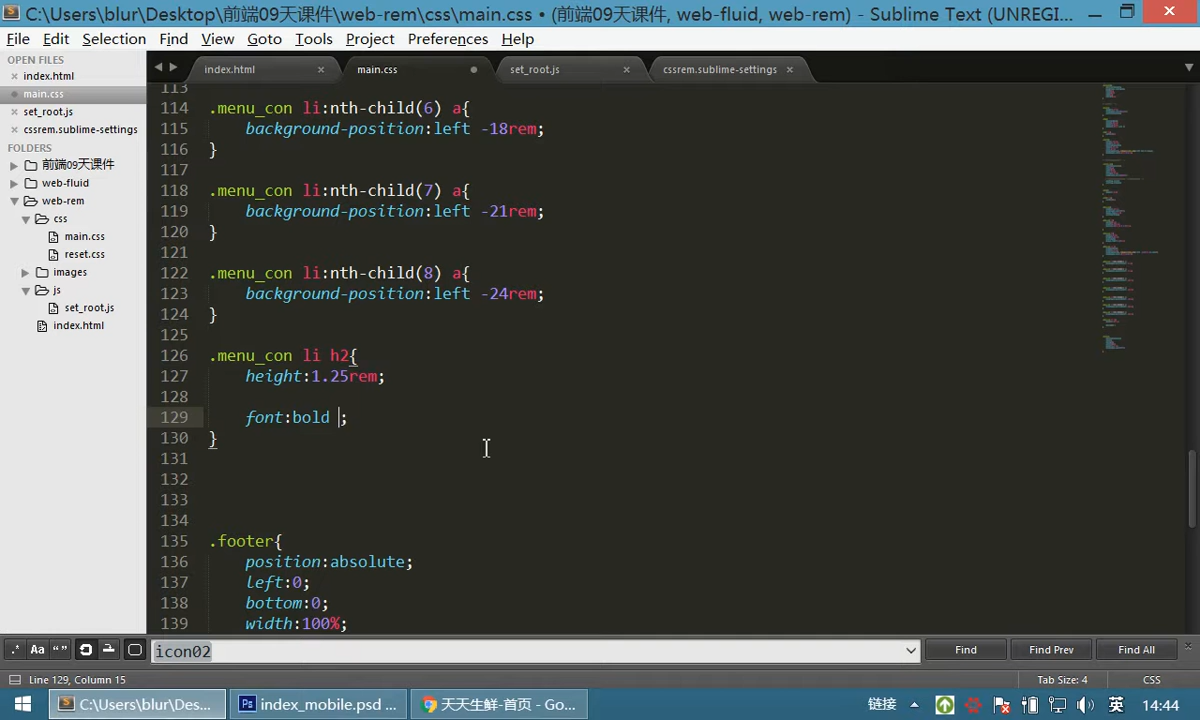 C:\Users\blur\Desktop\前端09天课件\web-rem\css\main.css • (前端09天课件, web-fluid, web-rem) - Sublime Text (UNREGI...
File Edit Selection Find View Goto Tools Project Preferences Help
OPEN FILES
index.html
main.css
set_root.js
cssrem.sublime-settings
FOLDERS
前端09天课件
web-fluid
web-rem
css
main.css
reset.css
images
js
set_root.js
index.html
index.html × main.css set_root.js × cssrem.sublime-settings ×
113
114 .menu_con li:nth-child(6) a{
115 background-position:left -18rem;
116 }
117
118 .menu_con li:nth-child(7) a{
119 background-position:left -21rem;
120 }
121
122 .menu_con li:nth-child(8) a{
123 background-position:left -24rem;
124 }
125
126 .menu_con li h2{
127 height:1.25rem;
128
129 font:bold ;
130 }
131
132
133
134
135 .footer{
136 position:absolute;
137 left:0;
138 bottom:0;
139 width:100%;
.* Aa “” icon02 Find Find Prev Find All
Line 129, Column 15 Tab Size: 4 CSS
C:\Users\blur\Des... Ps index_mobile.psd ... 天天生鲜-首页 - Go... 链接 英 14:44